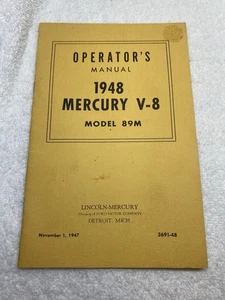 OPERATOR'S
MANUAL
1948
MERCURY V-8
MODEL 89M
LINCOLN-MERCURY
Division of FORD MOTOR COMPANY
DETROIT, MICH.
November 1, 1947 3691-48